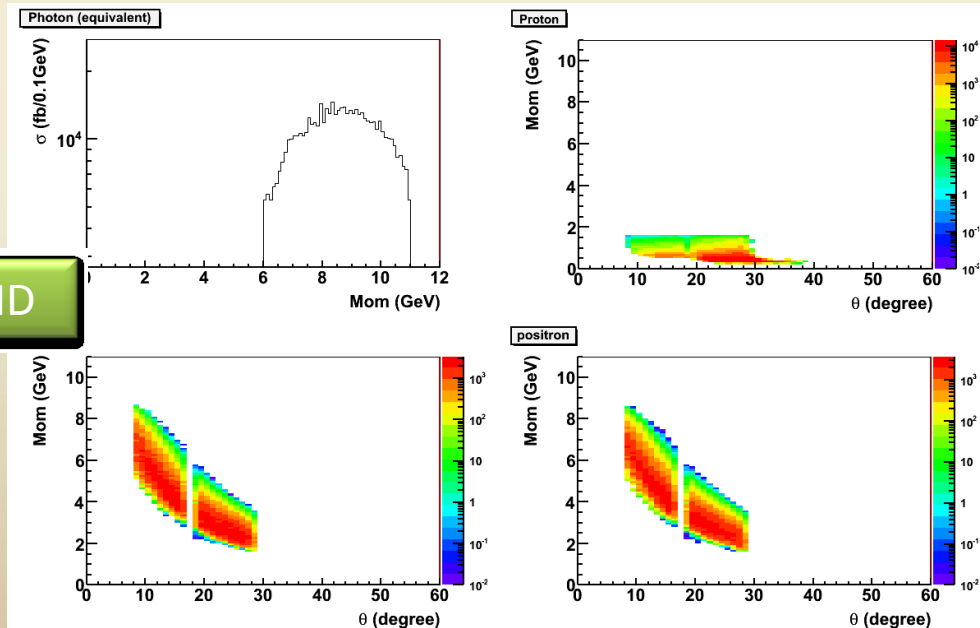 Photon (equivalent)
σ (fb/0.1GeV)
10⁴
0 2 4 6 8 10 12
Mom (GeV)
Proton
Mom (GeV)
10
8
6
4
2
0
0 10 20 30 40 50 60
θ (degree)
10⁴
10³
10²
10
1
10⁻¹
10⁻²
ID
Mom (GeV)
10
8
6
4
2
0
0 10 20 30 40 50 60
θ (degree)
10³
10²
10
1
10⁻¹
10⁻²
positron
Mom (GeV)
10
8
6
4
2
0
0 10 20 30 40 50 60
θ (degree)
10³
10²
10
1
10⁻¹
10⁻²